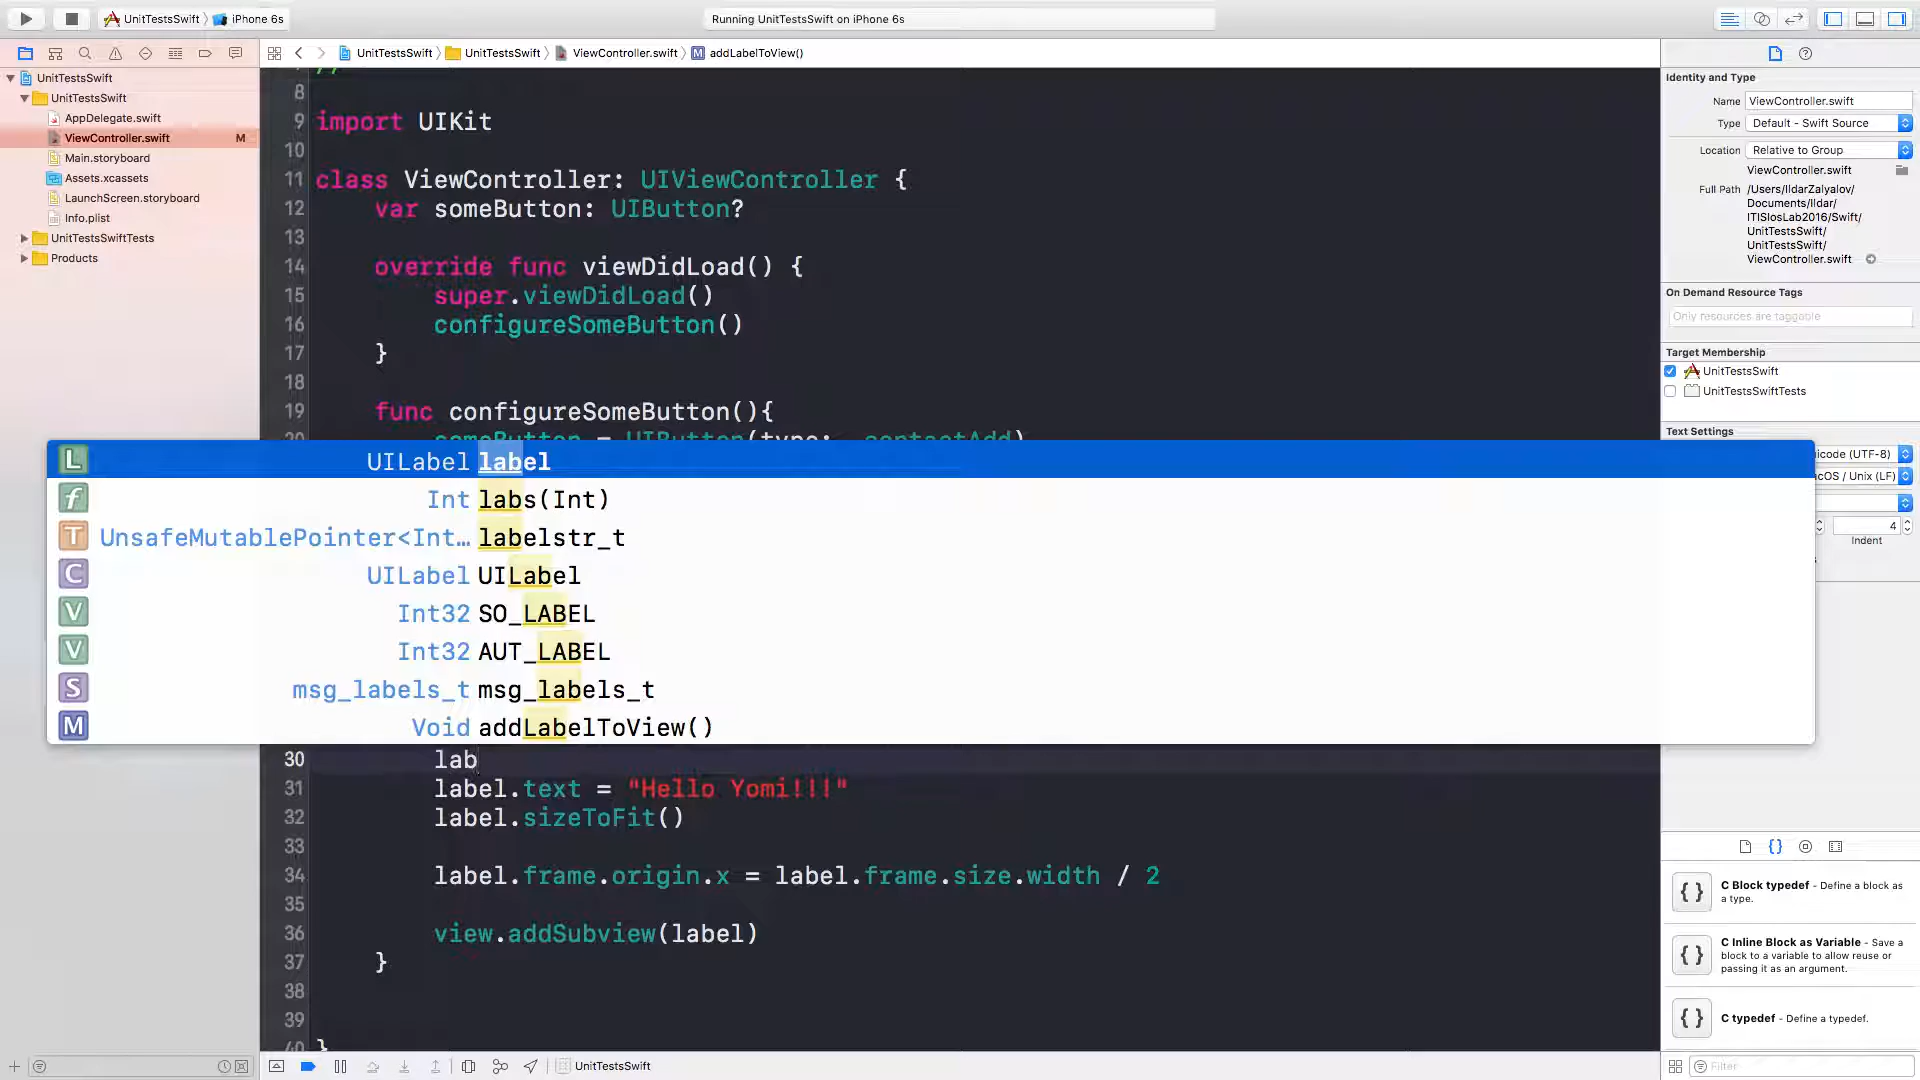 UnitTestsSwift iPhone 6s
Running UnitTestsSwift on iPhone 6s
UnitTestsSwift UnitTestsSwift ViewController.swift M addLabelToView()
UnitTestsSwift
UnitTestsSwift
AppDelegate.swift
ViewController.swift M
Main.storyboard
Assets.xcassets
LaunchScreen.storyboard
Info.plist
UnitTestsSwiftTests
Products
8
9 import UIKit
10
11 class ViewController: UIViewController {
12 var someButton: UIButton?
13
14 override func viewDidLoad() {
15 super.viewDidLoad()
16 configureSomeButton()
17 }
18
19 func configureSomeButton(){
someButton = UIButton(type: .contactAdd)
L UILabel label
f Int labs(Int)
T UnsafeMutablePointer<Int... labelstr_t
C UILabel UILabel
V Int32 SO_LABEL
V Int32 AUT_LABEL
S msg_labels_t msg_labels_t
M Void addLabelToView()
30 lab
31 label.text = "Hello Yomi!!!"
32 label.sizeToFit()
33
34 label.frame.origin.x = label.frame.size.width / 2
35
36 view.addSubview(label)
37 }
38
39
40 }
UnitTestsSwift
Identity and Type
Name ViewController.swift
Type Default - Swift Source
Location Relative to Group
ViewController.swift
Full Path /Users/IldarZalyalov/
Documents/Ildar/
ITISIosLab2016/Swift/
UnitTestsSwift/
UnitTestsSwift/
ViewController.swift
On Demand Resource Tags
Only resources are taggable
Target Membership
UnitTestsSwift
UnitTestsSwiftTests
Text Settings
nicode (UTF-8)
cOS / Unix (LF)
4
Indent
{ } C Block typedef - Define a block as
a type.
{ } C Inline Block as Variable - Save a
block to a variable to allow reuse or
passing it as an argument.
{ } C typedef - Define a typedef.
Filter